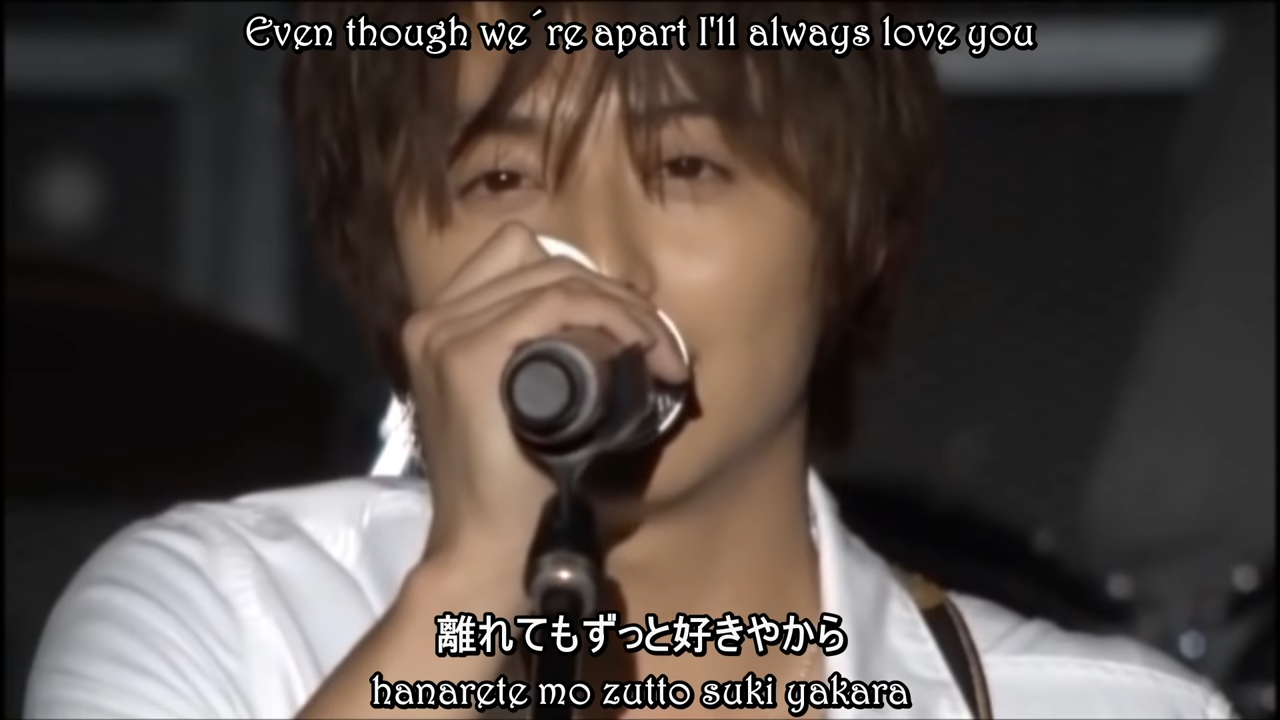 Even though we´re apart I'll always love you
離れてもずっと好きやから
hanarete mo zutto suki yakara